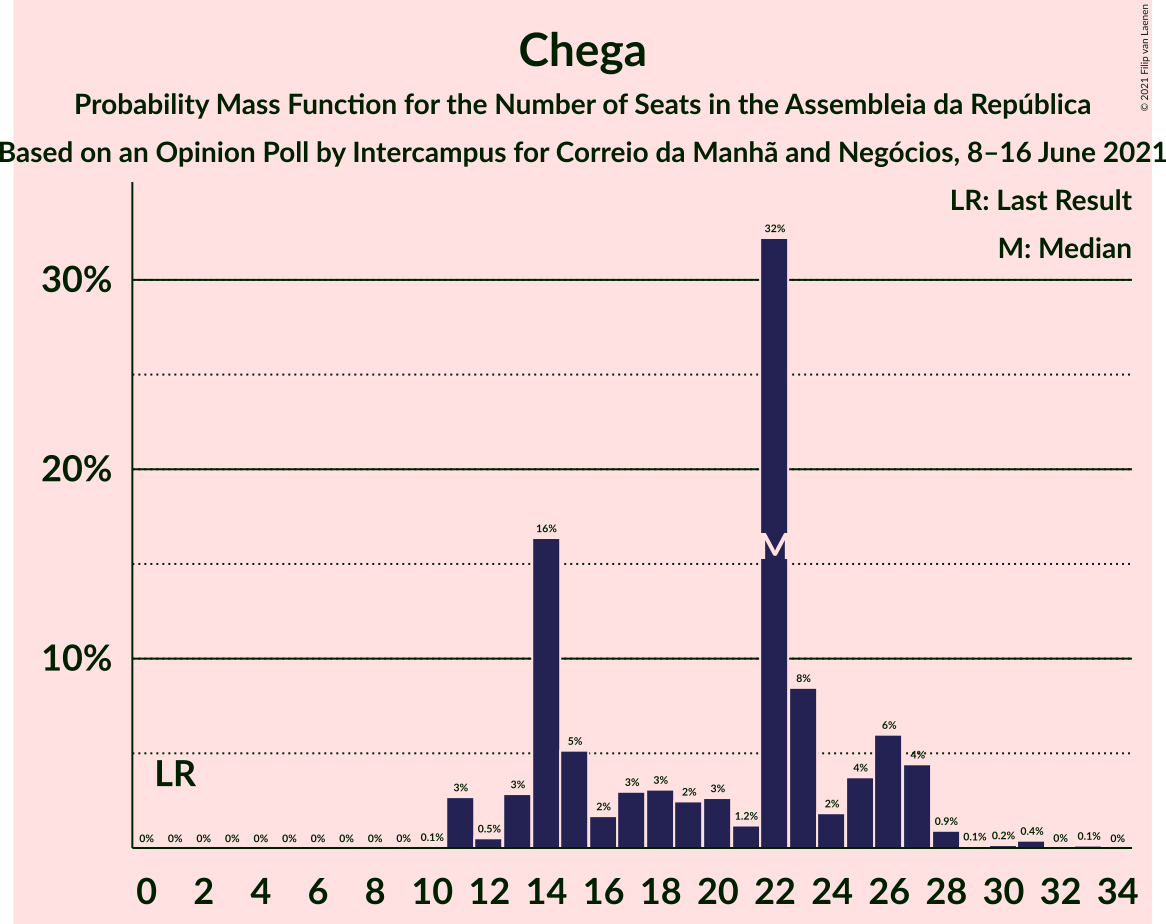 Chega
Probability Mass Function for the Number of Seats in the Assembleia da República
Based on an Opinion Poll by Intercampus for Correio da Manhã and Negócios, 8–16 June 2021
© 2021 Filip van Laenen
LR: Last Result
M: Median
30%
20%
10%
LR
M
0% 0% 0% 0% 0% 0% 0% 0% 0% 0% 0.1% 3% 0.5% 3% 16% 5% 2% 3% 3% 2% 3% 1.2% 32% 8% 2% 4% 6% 4% 0.9% 0.1% 0.2% 0.4% 0% 0.1% 0%
0 2 4 6 8 10 12 14 16 18 20 22 24 26 28 30 32 34